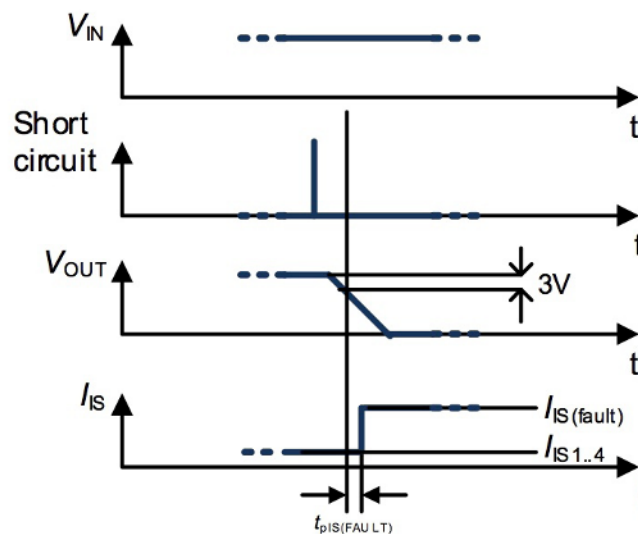 VIN
t
Short
circuit
t
VOUT
3V
t
IIS
IIS(fault)
IIS1..4
tpIS(FAULT)